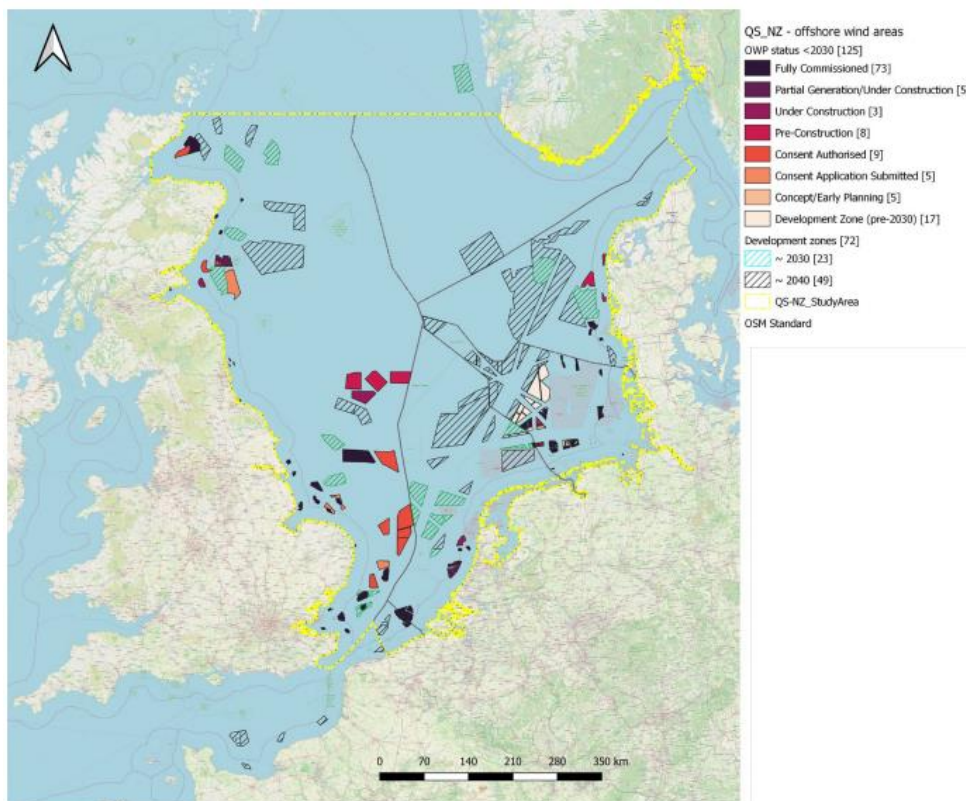 QS_NZ - offshore wind areas
OWP status <2030 [125]
Fully Commissioned [73]
Partial Generation/Under Construction [5
Under Construction [3]
Pre-Construction [8]
Consent Authorised [9]
Consent Application Submitted [5]
Concept/Early Planning [5]
Development Zone (pre-2030) [17]
Development zones [72]
~ 2030 [23]
~ 2040 [49]
QS-NZ_StudyArea
OSM Standard
0 70 140 210 280 350 km